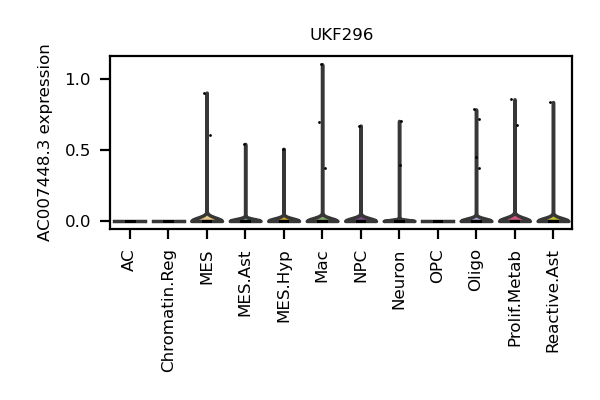 UKF296
AC007448.3 expression
1.0
0.5
0.0
AC
Chromatin.Reg
MES
MES.Ast
MES.Hyp
Mac
NPC
Neuron
OPC
Oligo
Prolif.Metab
Reactive.Ast